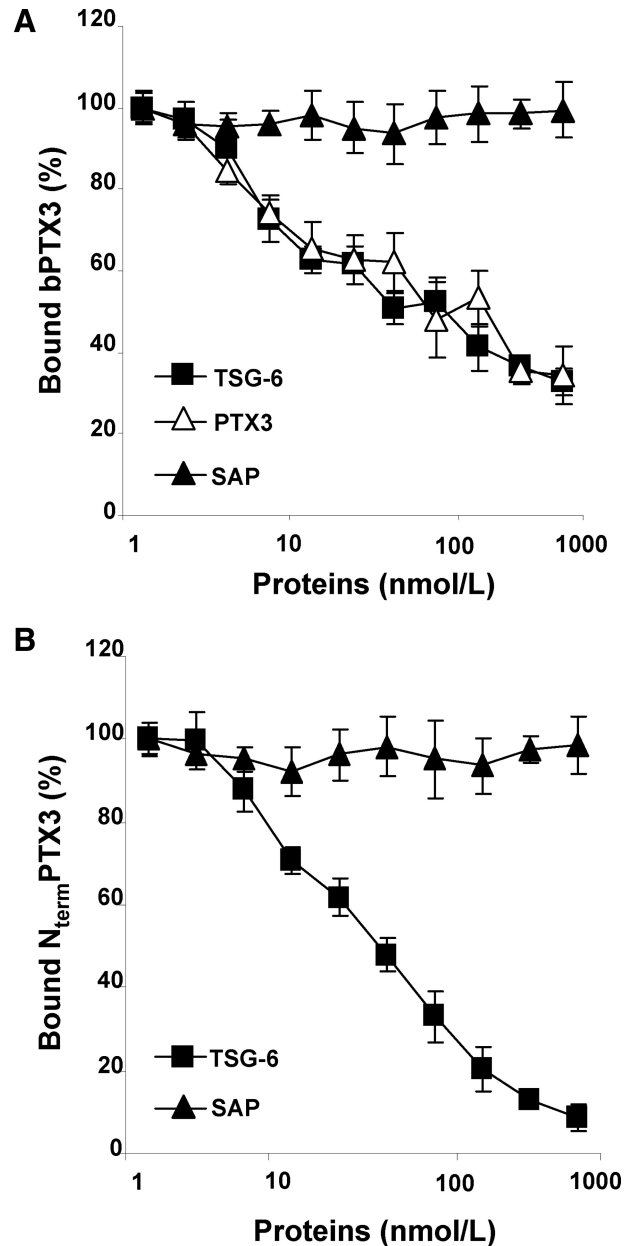 A
120
100
80
60
40
20
0
Bound bPTX3 (%)
TSG-6
PTX3
SAP
1 10 100 1000
Proteins (nmol/L)
B
120
100
80
60
40
20
0
Bound NtermPTX3 (%)
TSG-6
SAP
1 10 100 1000
Proteins (nmol/L)